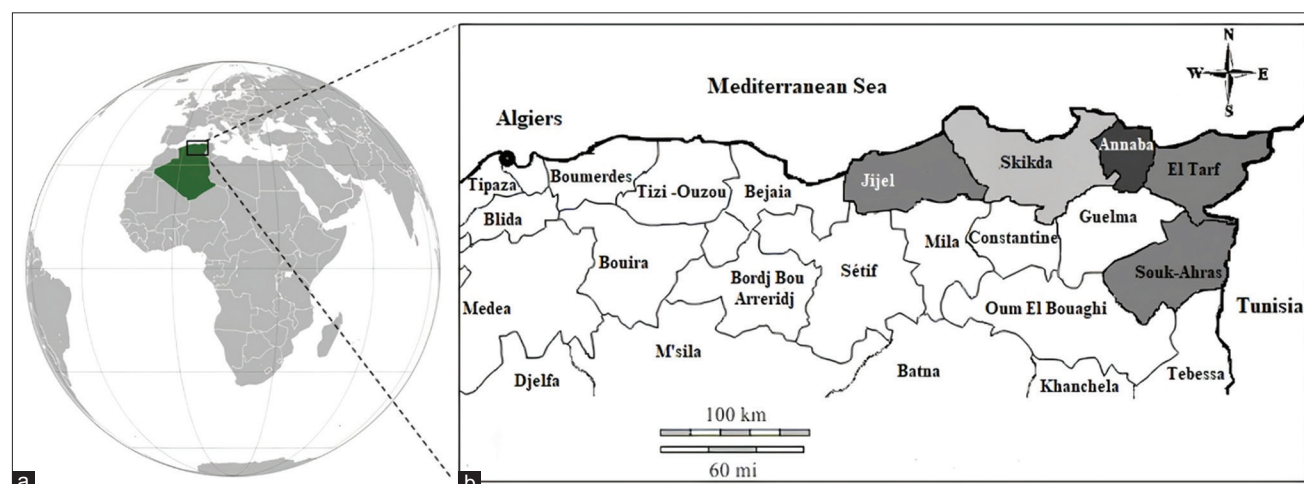 N
W E
S
Mediterranean Sea
Algiers
Annaba
Skikda
El Tarf
Tipaza
Boumerdes
Tizi -Ouzou
Bejaia
Jijel
Blida
Guelma
Mila
Constantine
Bouira
Bordj Bou
Arreridj
Sétif
Souk-Ahras
Medea
Oum El Bouaghi
Tunisia
M'sila
Djelfa
Batna
Khanchela
Tebessa
100 km
60 mi
a
b